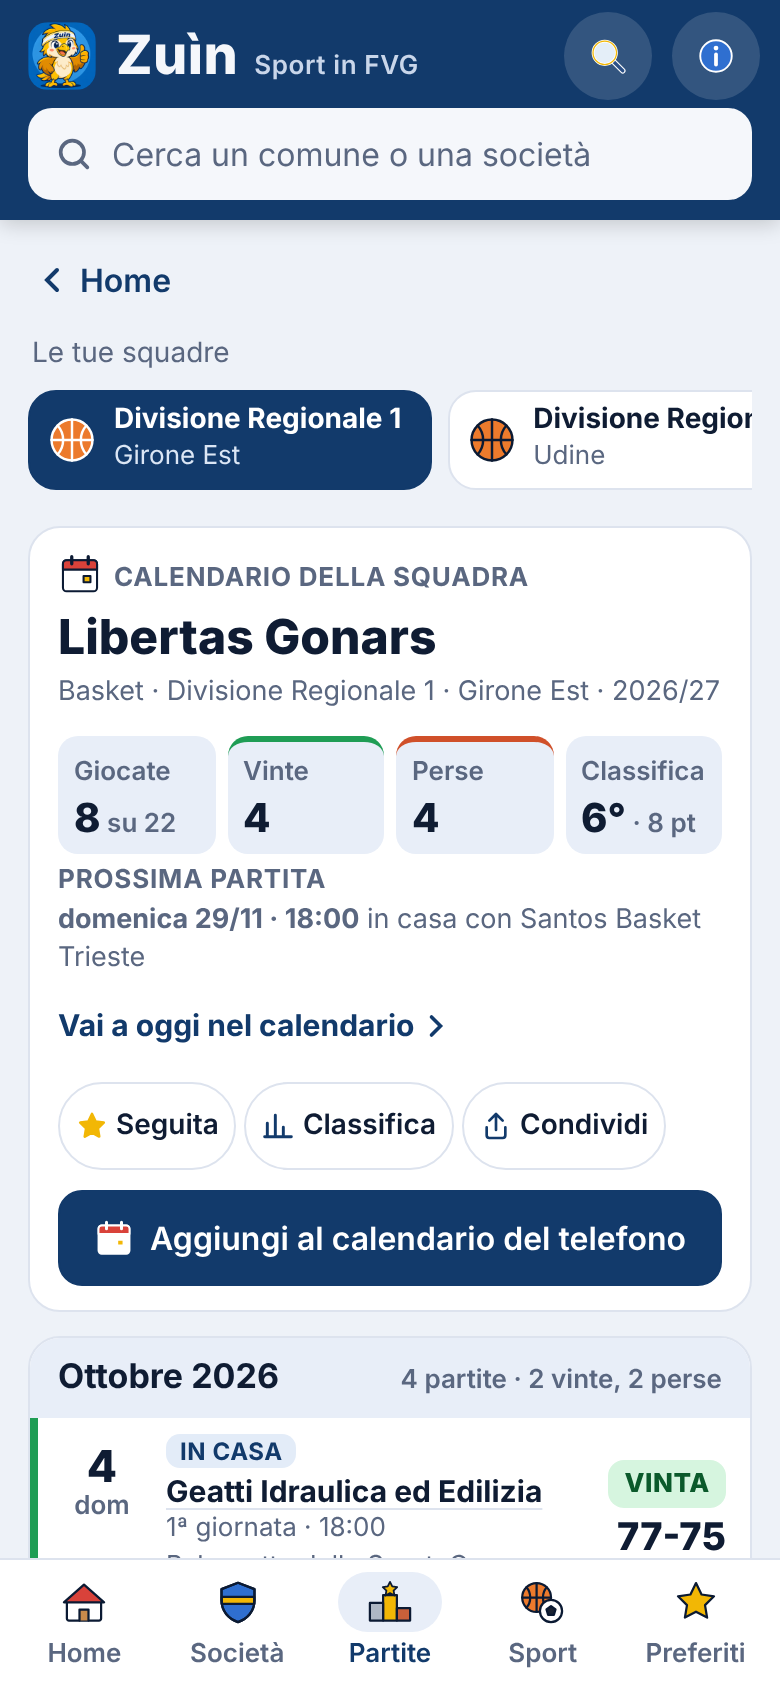 Zuìn Sport in FVG
Cerca un comune o una società
Home
Le tue squadre
Divisione Regionale 1
Girone Est
Divisione Region
Udine
CALENDARIO DELLA SQUADRA
Libertas Gonars
Basket · Divisione Regionale 1 · Girone Est · 2026/27
Giocate
8 su 22
Vinte
4
Perse
4
Classifica
6° · 8 pt
PROSSIMA PARTITA
domenica 29/11 · 18:00 in casa con Santos Basket
Trieste
Vai a oggi nel calendario
Seguita
Classifica
Condividi
Aggiungi al calendario del telefono
Ottobre 2026
4 partite · 2 vinte, 2 perse
4
dom
IN CASA
Geatti Idraulica ed Edilizia
1ª giornata · 18:00
VINTA
77-75
Home
Società
Partite
Sport
Preferiti